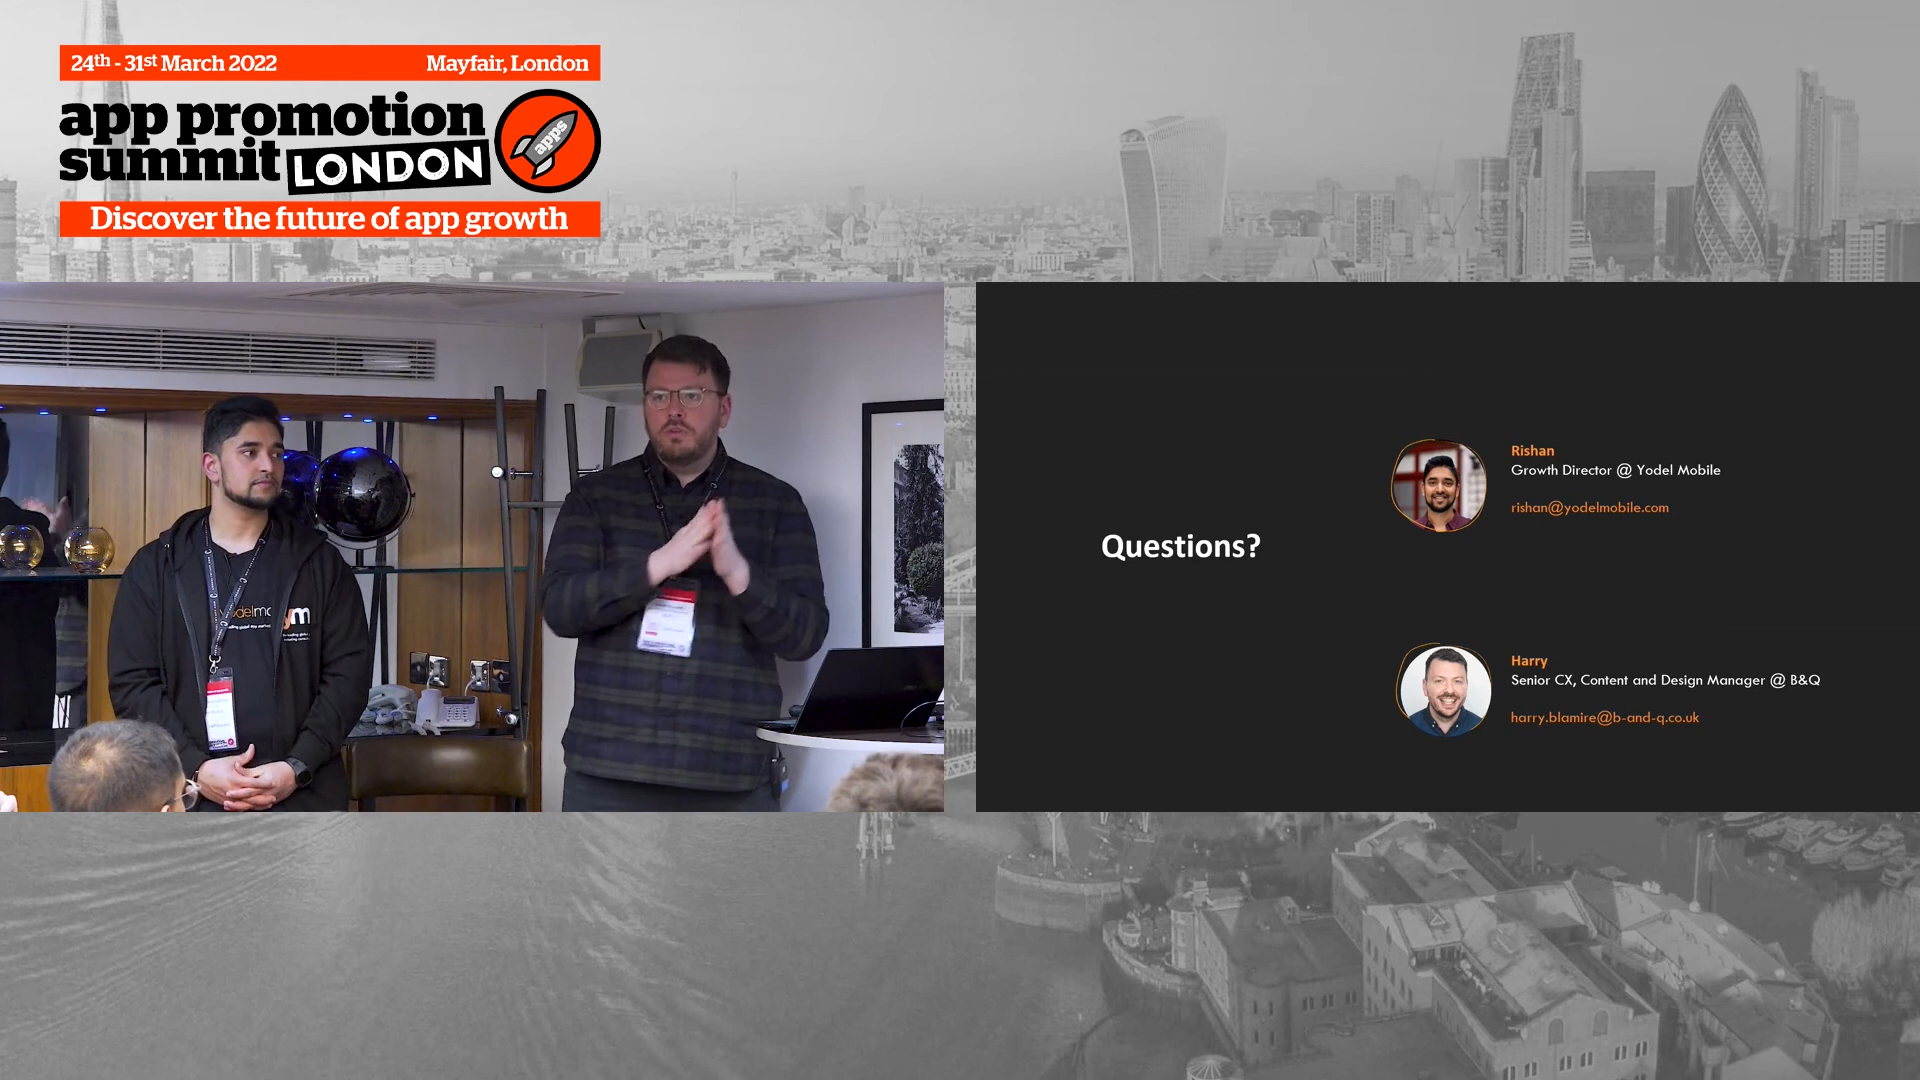 24th - 31st March 2022
Mayfair, London
app promotion
summit LONDON
apps
Discover the future of app growth
Questions?
Rishan
Growth Director @ Yodel Mobile
rishan@yodelmobile.com
Harry
Senior CX, Content and Design Manager @ B&Q
harry.blamire@b-and-q.co.uk